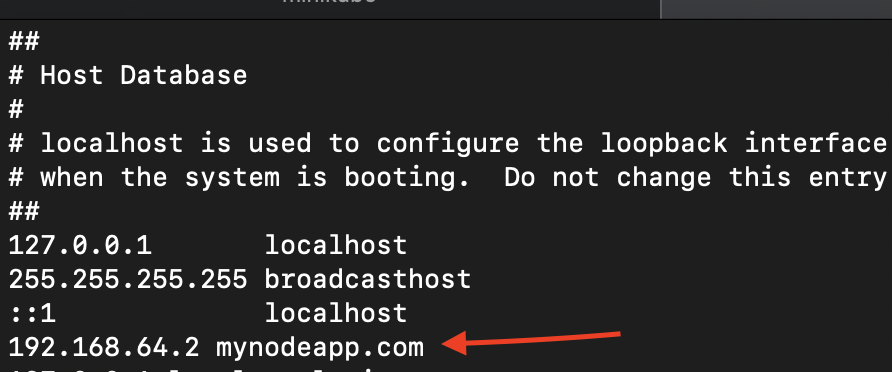 ##
# Host Database
#
# localhost is used to configure the loopback interface
# when the system is booting.  Do not change this entry
##
127.0.0.1       localhost
255.255.255.255 broadcasthost
::1             localhost
192.168.64.2 mynodeapp.com